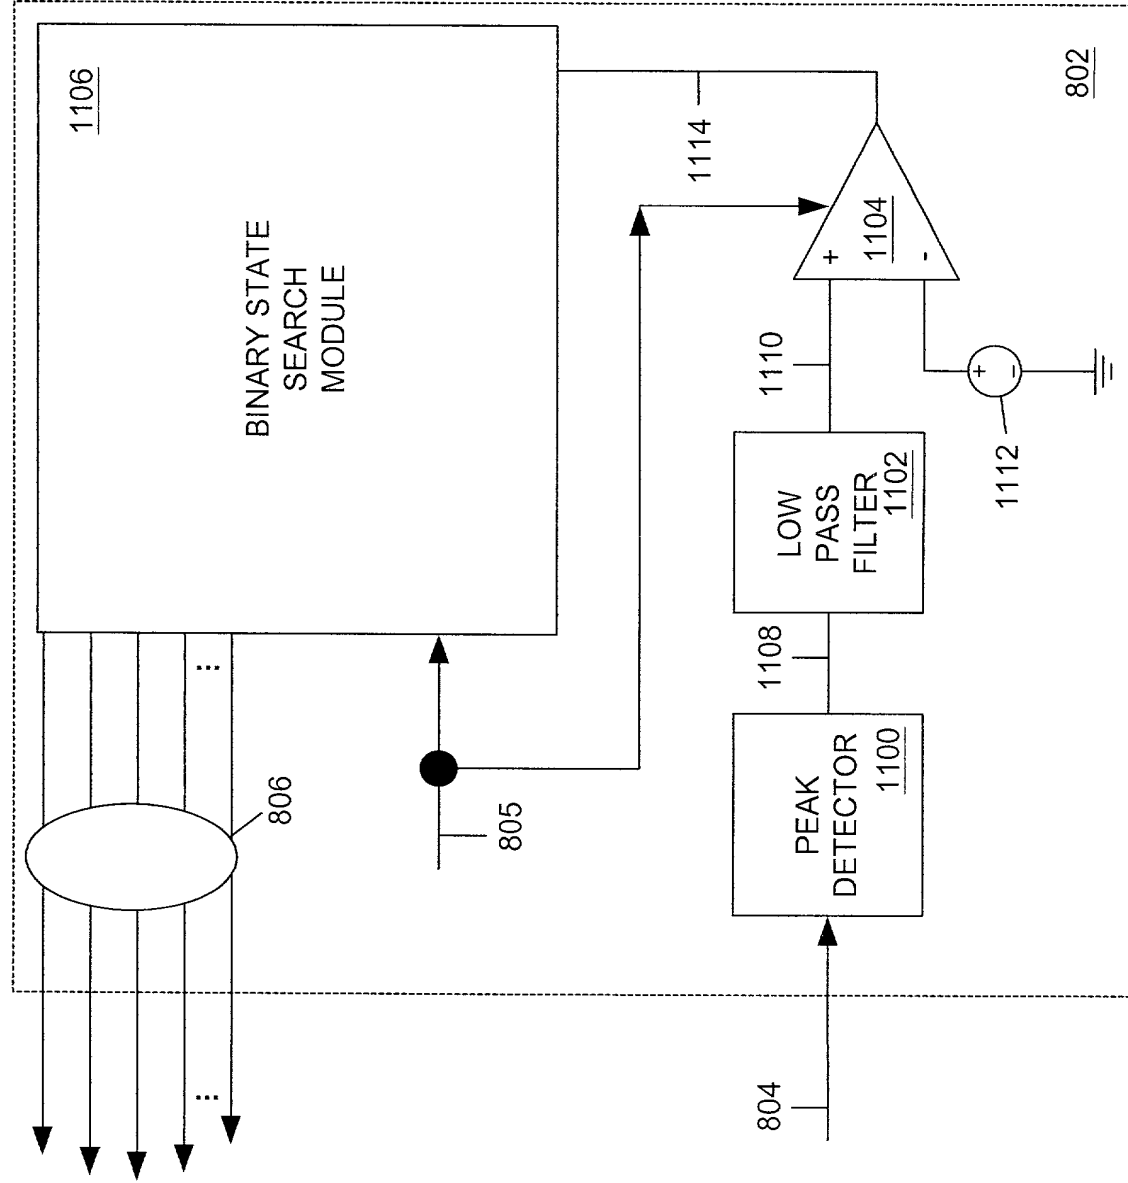 1106
BINARY STATE
SEARCH
MODULE
806
...
...
805
1114
802
804
PEAK
DETECTOR
1100
1108
LOW
PASS
FILTER
1102
1110
+
-
1104
+
-
1112